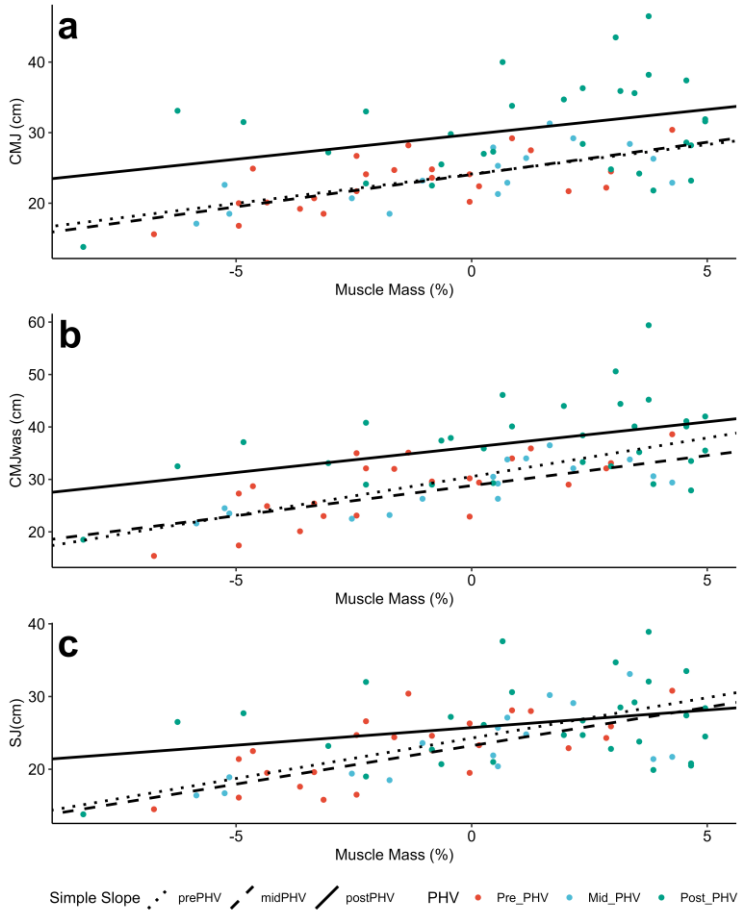 a
40
30
20
CMJ (cm)
-5 0 5
Muscle Mass (%)
b
60
50
40
30
20
CMJwas (cm)
-5 0 5
Muscle Mass (%)
c
40
30
20
SJ(cm)
-5 0 5
Muscle Mass (%)
Simple Slope prePHV midPHV postPHV PHV Pre_PHV Mid_PHV Post_PHV